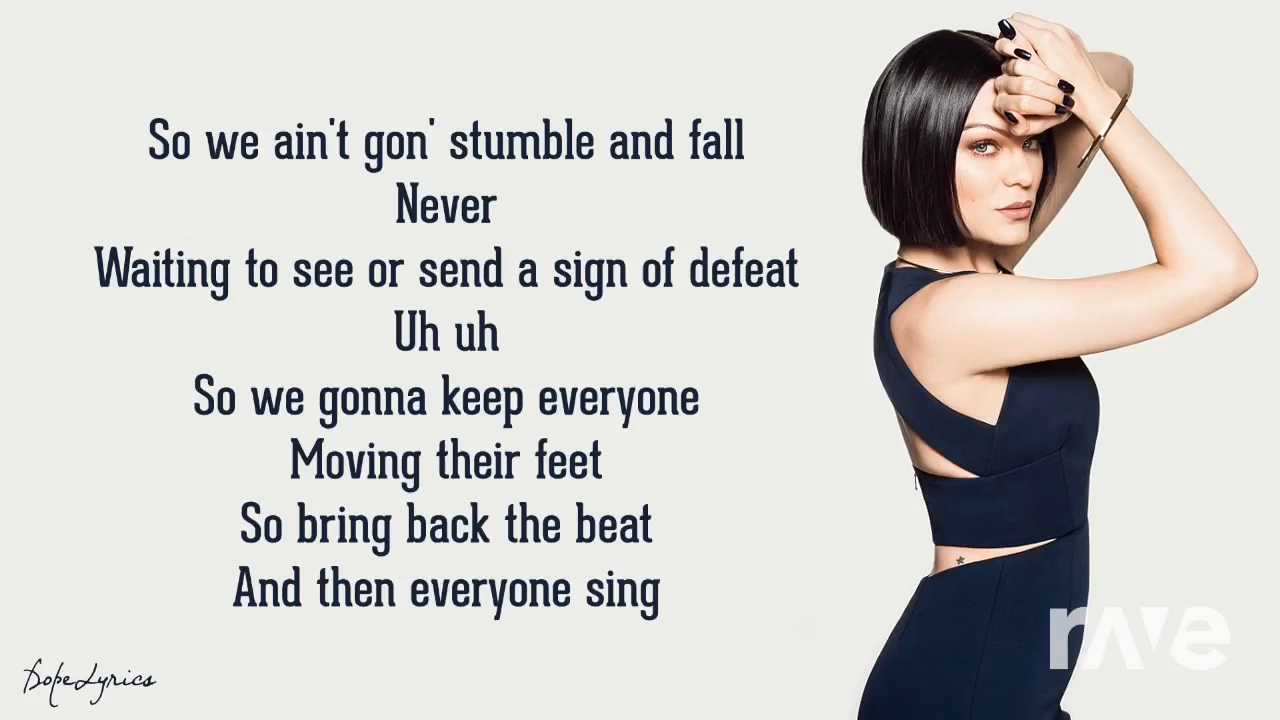 So we ain't gon' stumble and fall
Never
Waiting to see or send a sign of defeat
Uh uh
So we gonna keep everyone
Moving their feet
So bring back the beat
And then everyone sing
DopeLyrics
rave